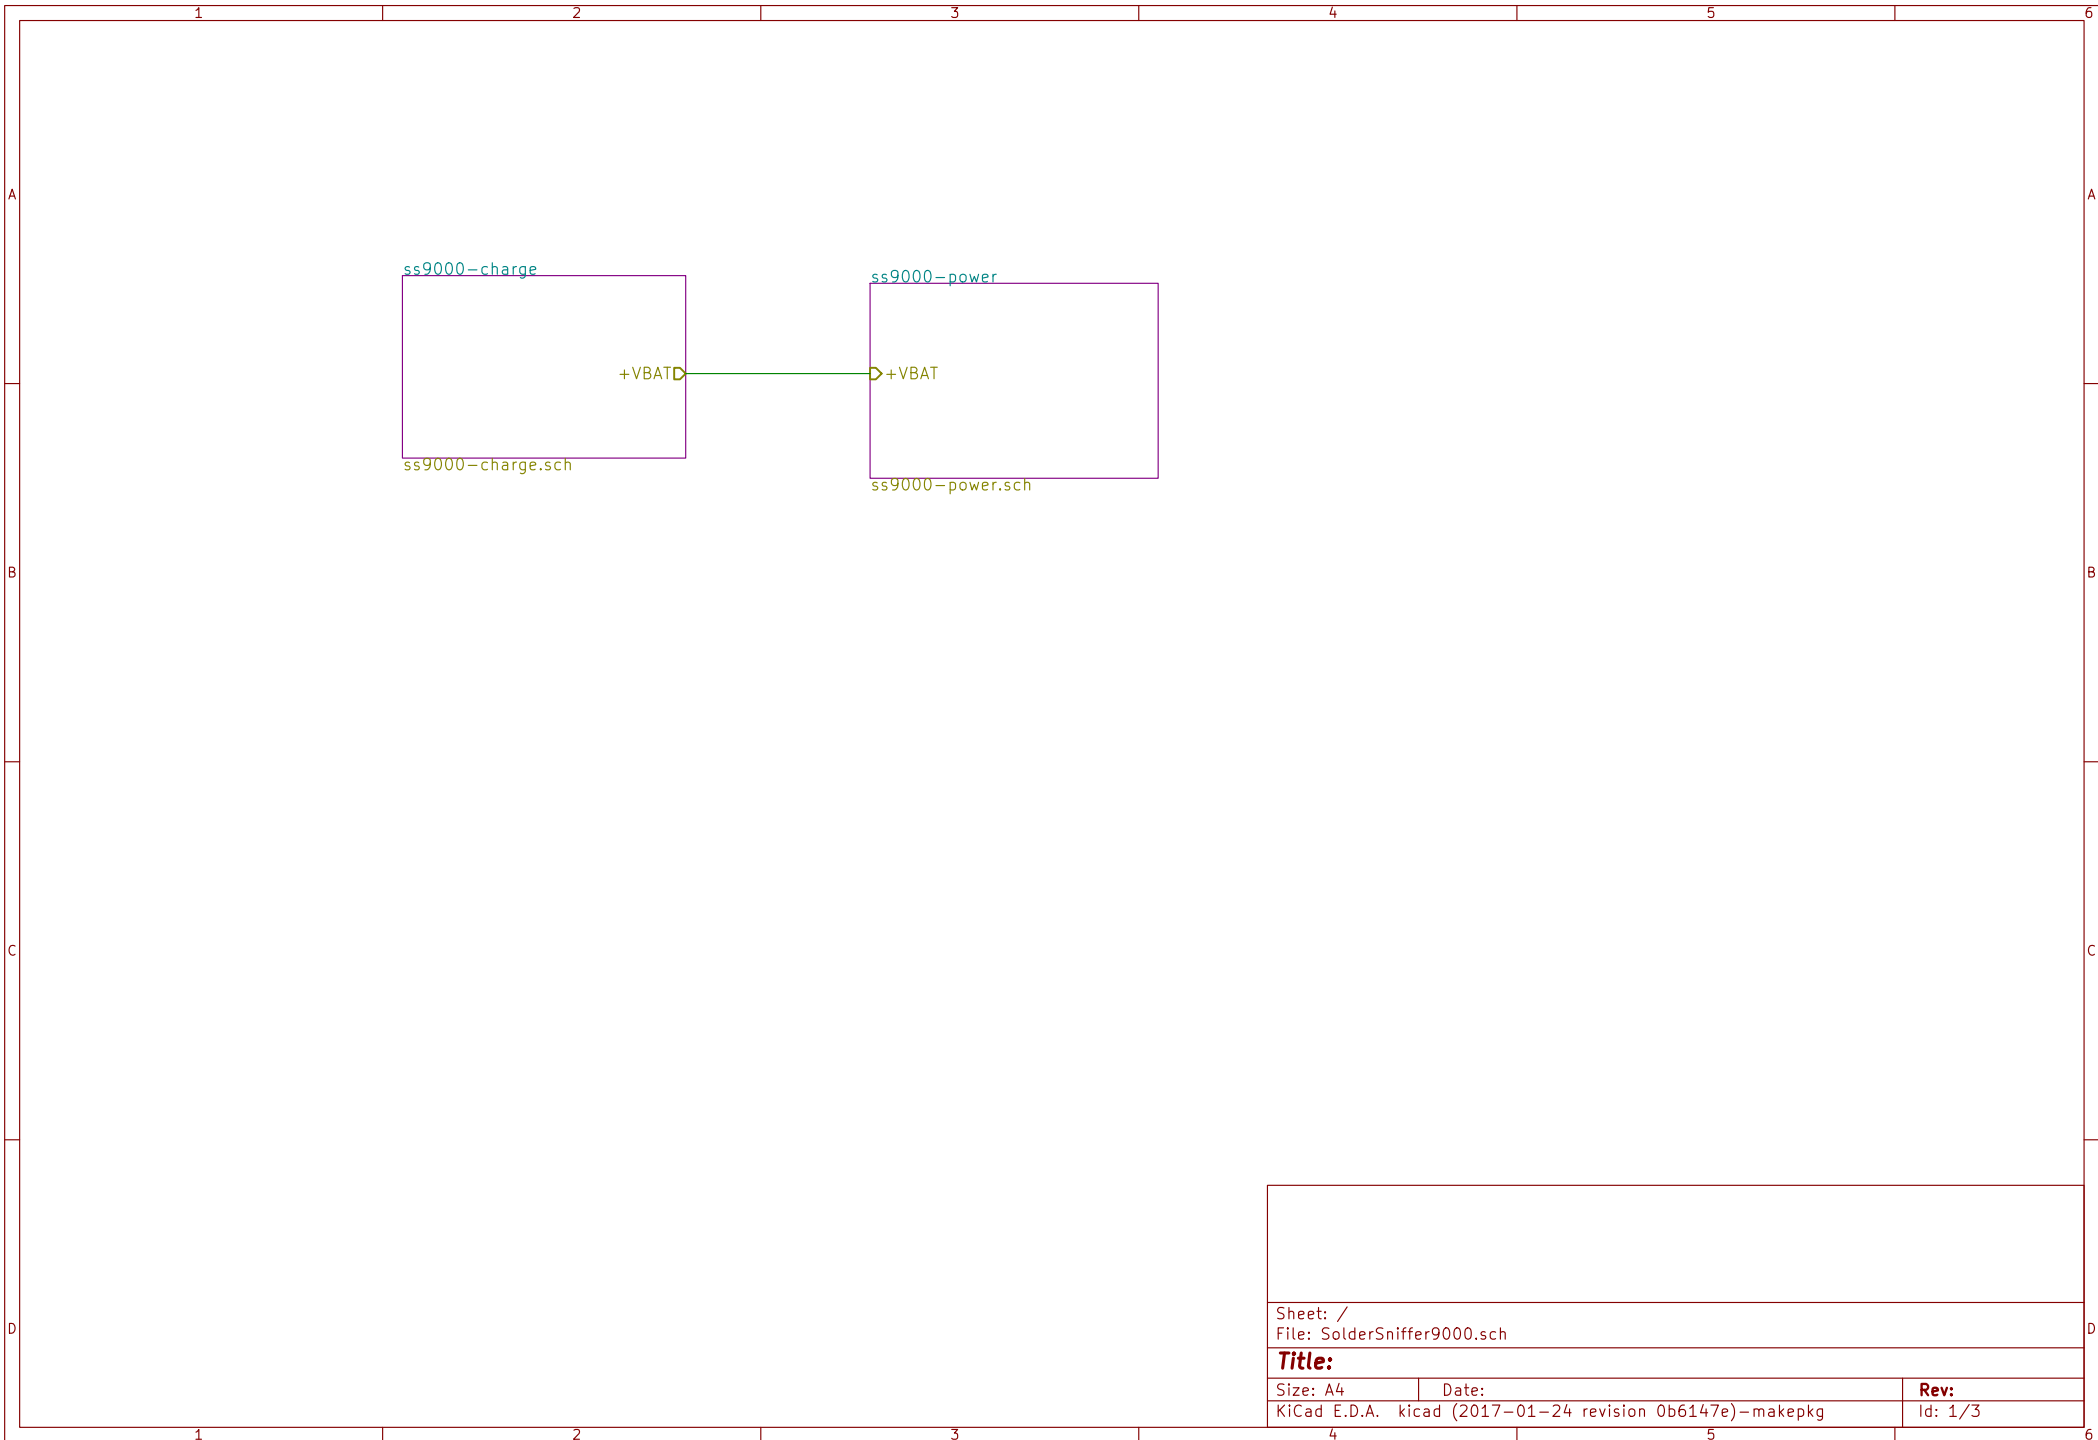 1 2 3 4 5 6
A A
ss9000-charge
ss9000-power
+VBAT +VBAT
ss9000-charge.sch
ss9000-power.sch
B B
C C
Sheet: /
File: SolderSniffer9000.sch
D D
Title:
Size: A4 Date: Rev:
KiCad E.D.A. kicad (2017-01-24 revision 0b6147e)-makepkg Id: 1/3
1 2 3 4 5 6